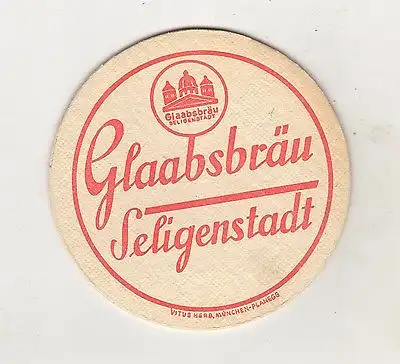 Glaabsbräu
SELIGENSTADT
Glaabsbräu
Seligenstadt
VITUS HERB, MÜNCHEN-PLANEGG